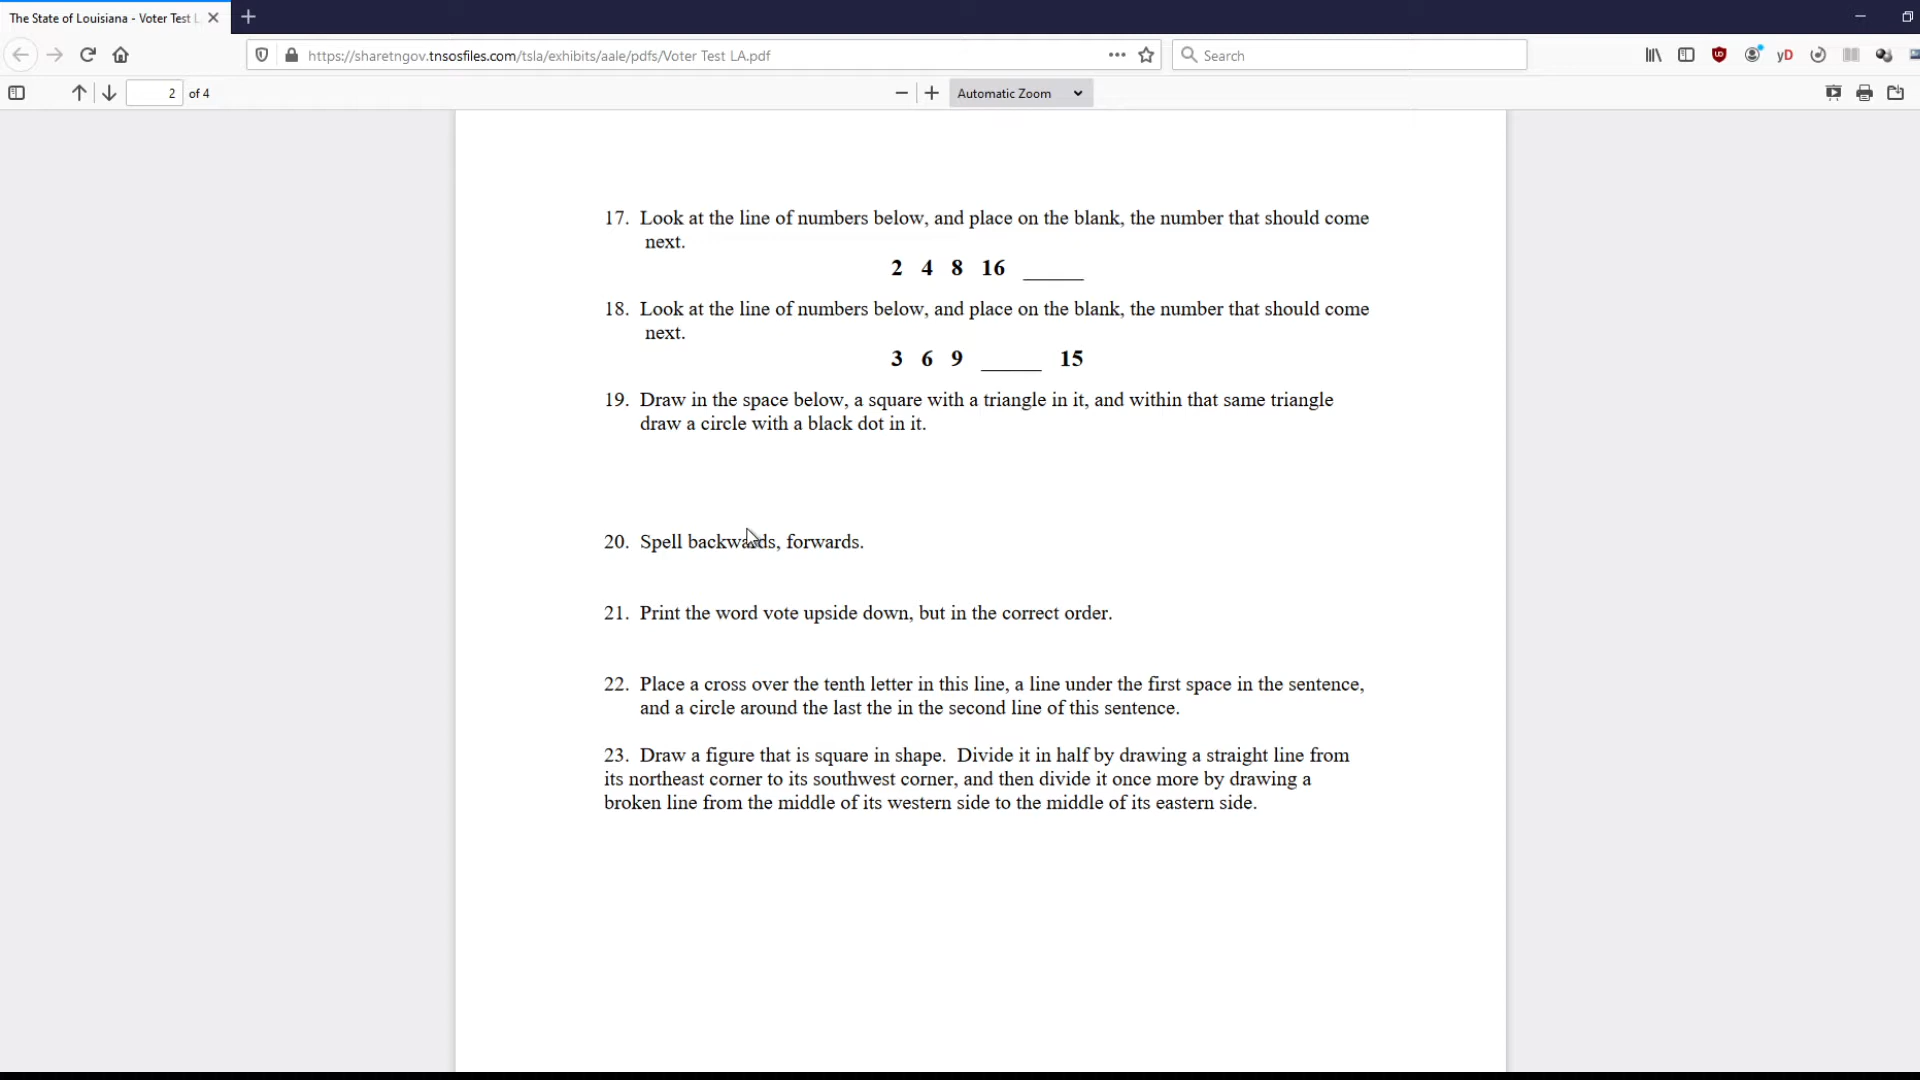 The State of Louisiana - Voter Test L
https://sharetngov.tnsosfiles.com/tsla/exhibits/aale/pdfs/Voter Test LA.pdf
Search
yD
2 of 4
Automatic Zoom
17. Look at the line of numbers below, and place on the blank, the number that should come
next.
2 4 8 16 ______
18. Look at the line of numbers below, and place on the blank, the number that should come
next.
3 6 9 ______ 15
19. Draw in the space below, a square with a triangle in it, and within that same triangle
draw a circle with a black dot in it.
20. Spell backwards, forwards.
21. Print the word vote upside down, but in the correct order.
22. Place a cross over the tenth letter in this line, a line under the first space in the sentence,
and a circle around the last the in the second line of this sentence.
23. Draw a figure that is square in shape. Divide it in half by drawing a straight line from
its northeast corner to its southwest corner, and then divide it once more by drawing a
broken line from the middle of its western side to the middle of its eastern side.